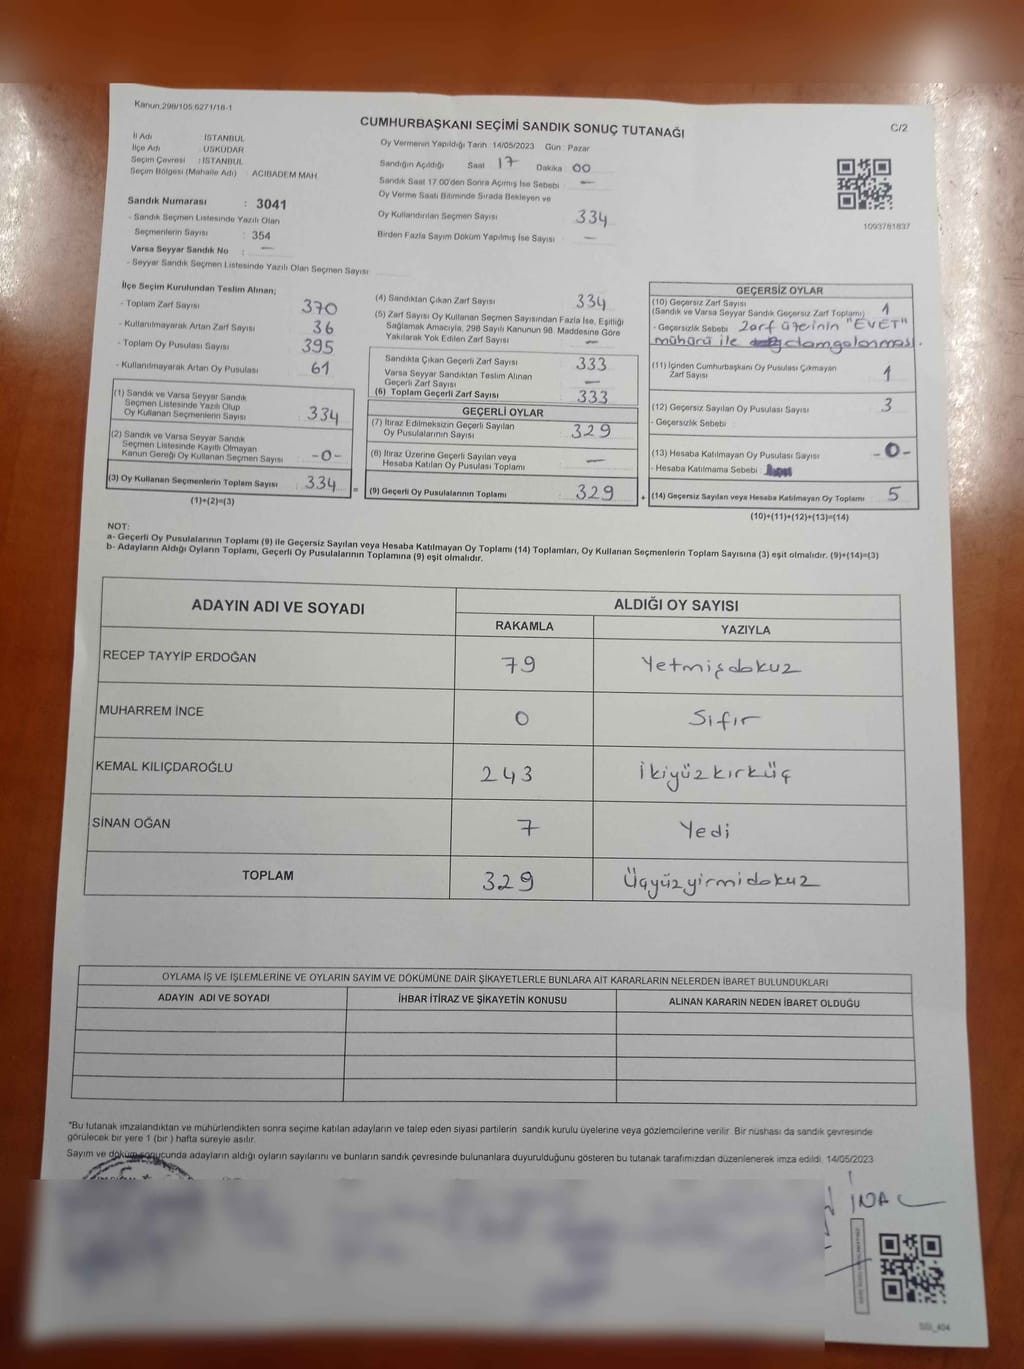 Kanun:298/105,6271/18-1
C/2
CUMHURBAŞKANI SEÇİMİ SANDIK SONUÇ TUTANAĞI
İl Adı : İSTANBUL
İlçe Adı : ÜSKÜDAR
Seçim Çevresi : İSTANBUL
Seçim Bölgesi (Mahalle Adı) : ACIBADEM MAH.
Sandık Numarası : 3041
- Sandık Seçmen Listesinde Yazılı Olan
Seçmenlerin Sayısı : 354
Varsa Seyyar Sandık No : —
- Seyyar Sandık Seçmen Listesinde Yazılı Olan Seçmen Sayısı
Oy Vermenin Yapıldığı Tarih: 14/05/2023 Gün: Pazar
Sandığın Açıldığı Saat 17 Dakika 00
Sandık Saat 17.00'den Sonra Açımış İse Sebebi —
Oy Verme Saati Bitiminde Sırada Bekleyen ve
Oy Kullandırılan Seçmen Sayısı 334
Birden Fazla Sayım Döküm Yapılmış İse Sayısı —
1093781837
İlçe Seçim Kurulundan Teslim Alınan;
- Toplam Zarf Sayısı 370
- Kullanılmayarak Artan Zarf Sayısı 36
- Toplam Oy Pusulası Sayısı 395
- Kullanılmayarak Artan Oy Pusulası 61
(1) Sandık ve Varsa Seyyar Sandık
Seçmen Listesinde Yazılı Olup
Oy Kullanan Seçmenlerin Sayısı 334
(2) Sandık ve Varsa Seyyar Sandık
Seçmen Listesinde Kayıtlı Olmayan
Kanun Gereği Oy Kullanan Seçmen Sayısı -0-
(3) Oy Kullanan Seçmenlerin Toplam Sayısı 334
(1)+(2)=(3)
=
(4) Sandıktan Çıkan Zarf Sayısı 334
(5) Zarf Sayısı Oy Kullanan Seçmen Sayısından Fazla İse, Eşitliği
Sağlamak Amacıyla, 298 Sayılı Kanunun 98. Maddesine Göre
Yakılarak Yok Edilen Zarf Sayısı —
Sandıkta Çıkan Geçerli Zarf Sayısı 333
Varsa Seyyar Sandıktan Teslim Alınan
Geçerli Zarf Sayısı —
(6) Toplam Geçerli Zarf Sayısı 333
GEÇERLİ OYLAR
(7) İtiraz Edilmeksizin Geçerli Sayılan
Oy Pusulalarının Sayısı 329
(8) İtiraz Üzerine Geçerli Sayılan veya
Hesaba Katılan Oy Pusulası Toplamı —
(9) Geçerli Oy Pusulalarının Toplamı 329
+
GEÇERSİZ OYLAR
(10) Geçersiz Zarf Sayısı
(Sandık ve Varsa Seyyar Sandık Geçersiz Zarf Toplamı) 1
- Geçersizlik Sebebi Zarf üzerinin "EVET"
mühürü ile damgalanması.
(11) İçinden Cumhurbaşkanı Oy Pusulası Çıkmayan
Zarf Sayısı 1
(12) Geçersiz Sayılan Oy Pusulası Sayısı 3
- Geçersizlik Sebebi
(13) Hesaba Katılmayan Oy Pusulası Sayısı -0-
- Hesaba Katılmama Sebebi :
(14) Geçersiz Sayılan veya Hesaba Katılmayan Oy Toplamı 5
(10)+(11)+(12)+(13)=(14)
NOT:
a- Geçerli Oy Pusulalarının Toplamı (9) ile Geçersiz Sayılan veya Hesaba Katılmayan Oy Toplamı (14) Toplamları, Oy Kullanan Seçmenlerin Toplam Sayısına (3) eşit olmalıdır. (9)+(14)=(3)
b- Adayların Aldığı Oyların Toplamı, Geçerli Oy Pusulalarının Toplamına (9) eşit olmalıdır.
ADAYIN ADI VE SOYADI ALDIĞI OY SAYISI
RAKAMLA YAZIYLA
RECEP TAYYİP ERDOĞAN 79 Yetmişdokuz
MUHARREM İNCE 0 Sıfır
KEMAL KILIÇDAROĞLU 243 İkiyüzkırküç
SİNAN OĞAN 7 Yedi
TOPLAM 329 Üçyüzyirmidokuz
OYLAMA İŞ VE İŞLEMLERİNE VE OYLARIN SAYIM VE DÖKÜMÜNE DAİR ŞİKAYETLERLE BUNLARA AİT KARARLARIN NELERDEN İBARET BULUNDUKLARI
ADAYIN ADI VE SOYADI İHBAR İTİRAZ VE ŞİKAYETİN KONUSU ALINAN KARARIN NEDEN İBARET OLDUĞU
*Bu tutanak imzalandıktan ve mühürlendikten sonra seçime katılan adayların ve talep eden siyasi partilerin sandık kurulu üyelerine veya gözlemcilerine verilir. Bir nüshası da sandık çevresinde
görülecek bir yere 1 (bir) hafta süreyle asılır.
Sayım ve döküm sonucunda adayların aldığı oyların sayılarını ve bunların sandık çevresinde bulunanlara duyurulduğunu gösteren bu tutanak tarafımızdan düzenlenerek imza edildi. 14/05/2023